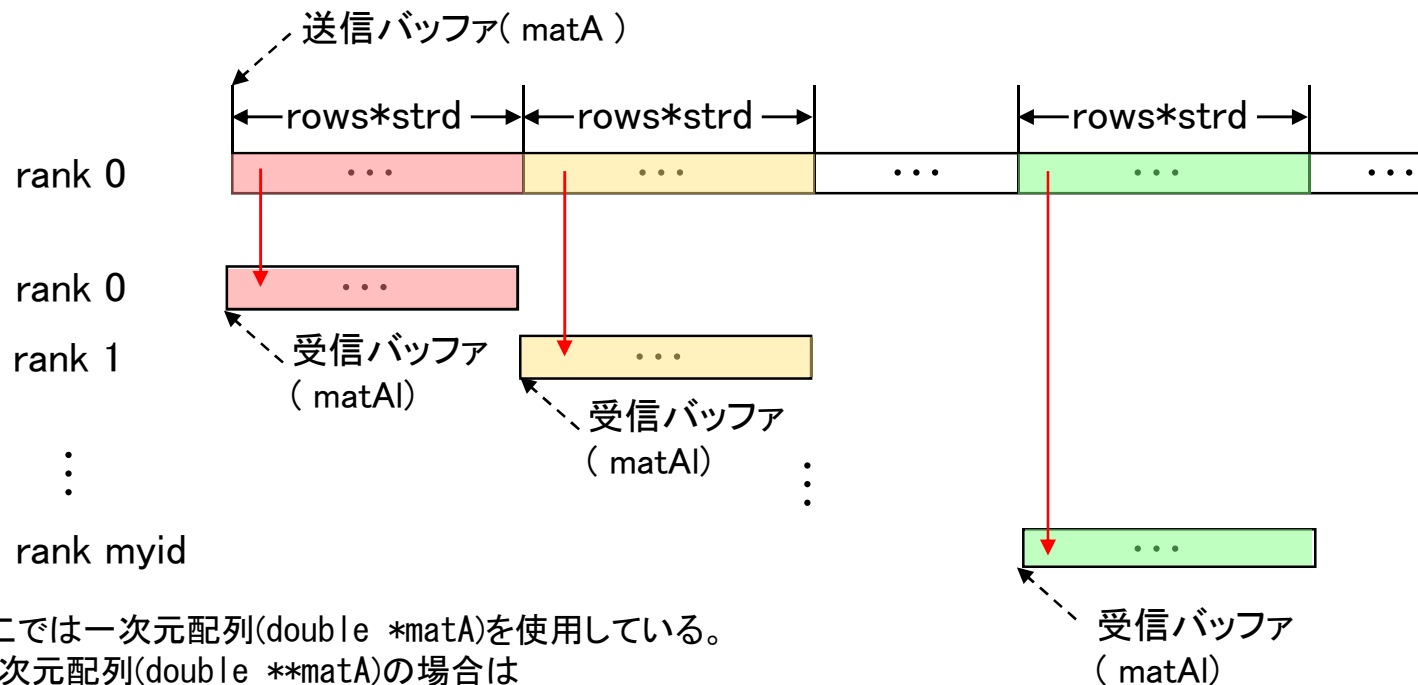 送信バッファ( matA )
rows*strd rows*strd rows*strd
rank 0 ・・・ ・・・ ・・・ ・・・ ・・・
rank 0 ・・・
受信バッファ
( matAl)
rank 1 ・・・
受信バッファ
( matAl)
⋮ ⋮
rank myid ・・・
受信バッファ
( matAl)
こでは一次元配列(double *matA)を使用している。
次元配列(double **matA)の場合は